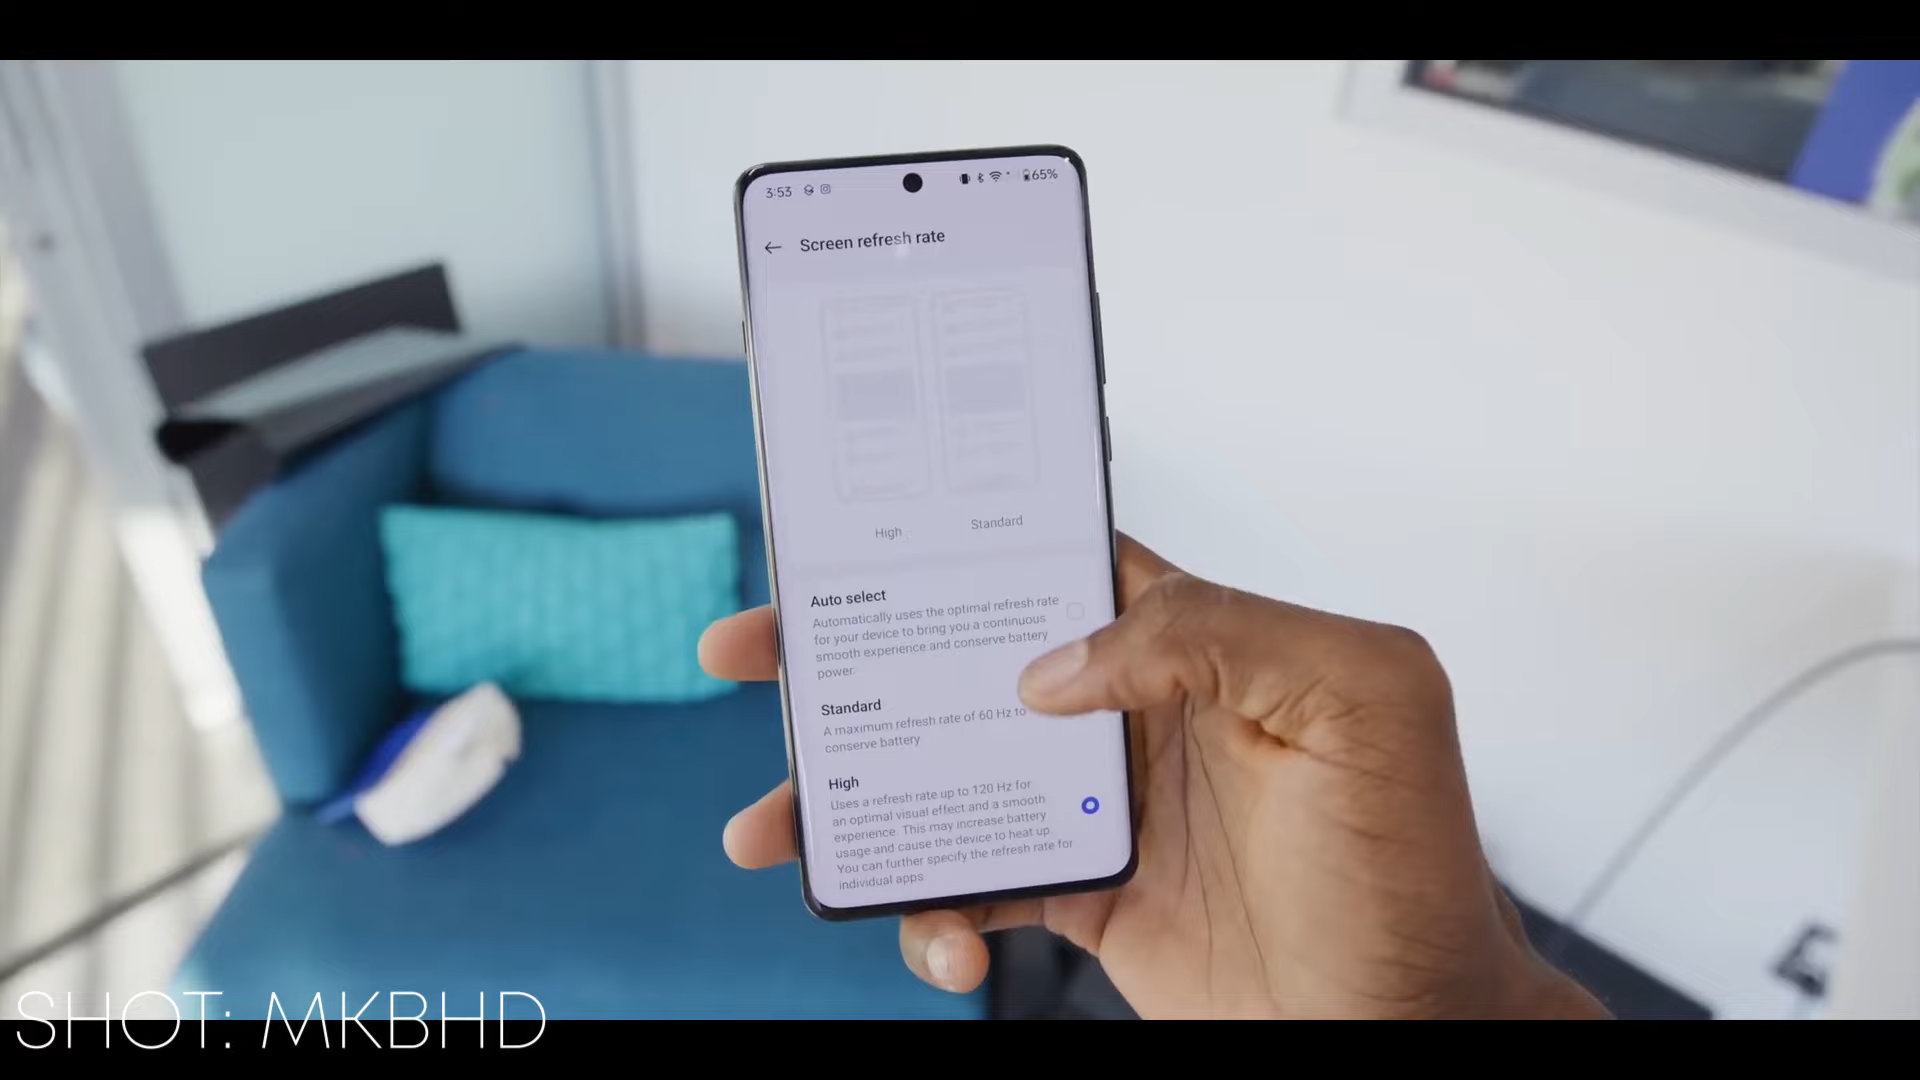 3:53
65%
Screen refresh rate
High
Standard
Auto select
Automatically uses the optimal refresh rate
for your device to bring you a continuous
smooth experience and conserve battery
power.
Standard
A maximum refresh rate of 60 Hz to
conserve battery
High
Uses a refresh rate up to 120 Hz for
an optimal visual effect and a smooth
experience. This may increase battery
usage and cause the device to heat up.
You can further specify the refresh rate for
individual apps
SHOT: MKBHD